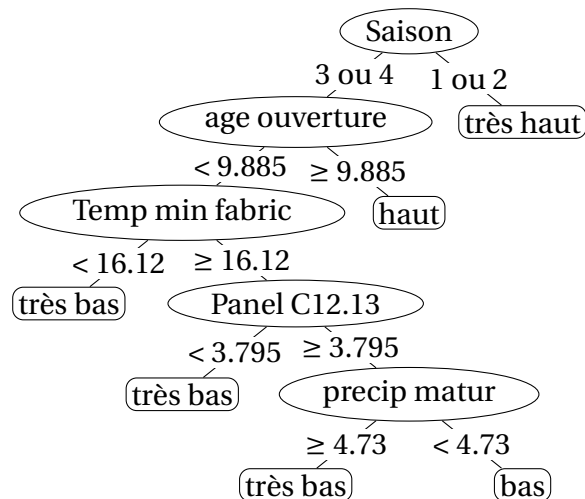 Saison
3 ou 4 1 ou 2
age ouverture très haut
< 9.885 ≥ 9.885
Temp min fabric haut
< 16.12 ≥ 16.12
très bas Panel C12.13
< 3.795 ≥ 3.795
très bas precip matur
≥ 4.73 < 4.73
très bas bas